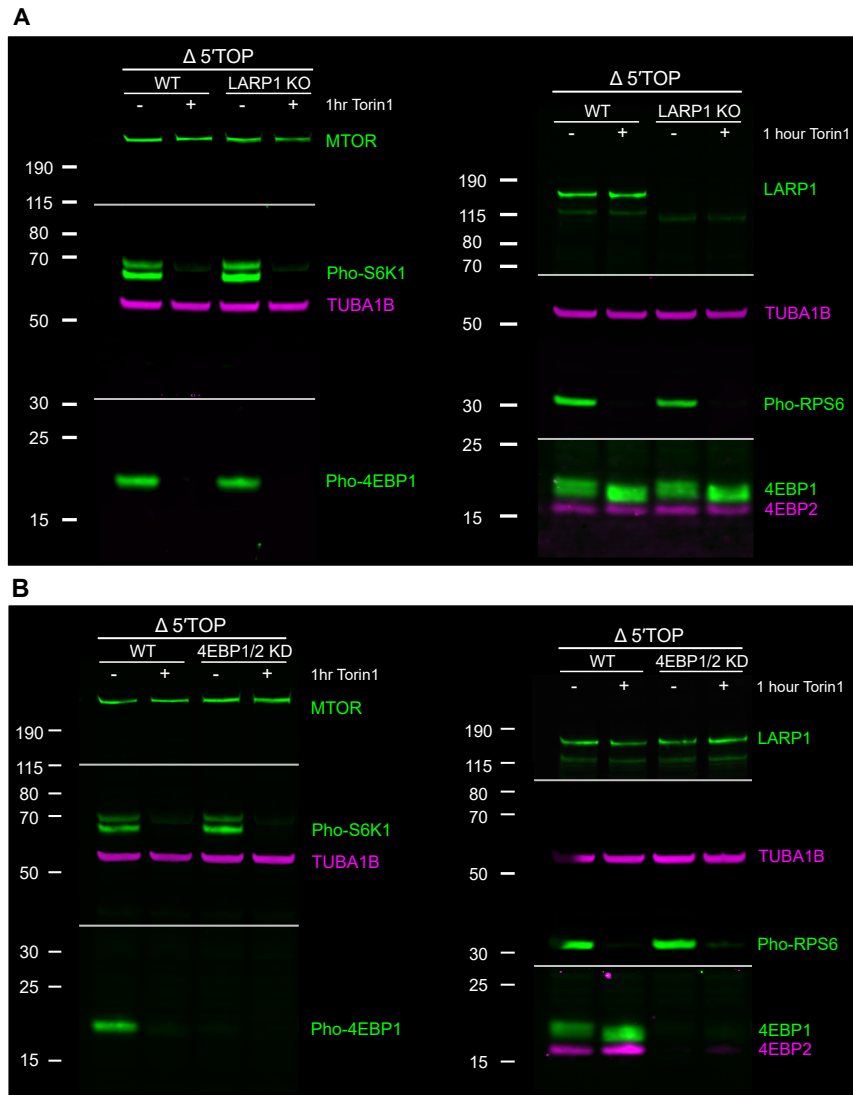 A
Δ 5'TOP
WT LARP1 KO
- + - + 1hr Torin1
MTOR
190
115
80
70
Pho-S6K1
TUBA1B
50
30
25
Pho-4EBP1
15
Δ 5'TOP
WT LARP1 KO
- + - + 1 hour Torin1
190
LARP1
115
80
70
TUBA1B
50
30
Pho-RPS6
25
4EBP1
4EBP2
15
B
Δ 5'TOP
WT 4EBP1/2 KD
- + - + 1hr Torin1
MTOR
190
115
80
70
Pho-S6K1
TUBA1B
50
30
25
Pho-4EBP1
15
Δ 5'TOP
WT 4EBP1/2 KD
- + - + 1 hour Torin1
190
LARP1
115
80
70
TUBA1B
50
Pho-RPS6
30
25
4EBP1
4EBP2
15